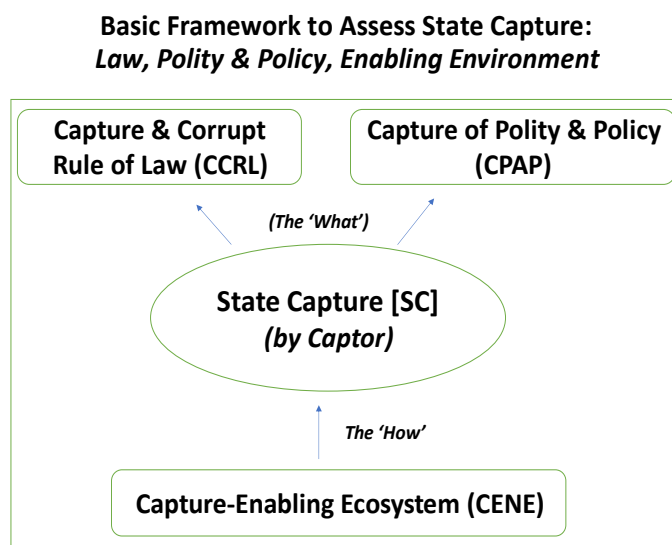 Basic Framework to Assess State Capture:
Law, Polity & Policy, Enabling Environment
Capture & Corrupt
Rule of Law (CCRL)
Capture of Polity & Policy
(CPAP)
(The ‘What’)
State Capture [SC]
(by Captor)
The ‘How’
Capture-Enabling Ecosystem (CENE)